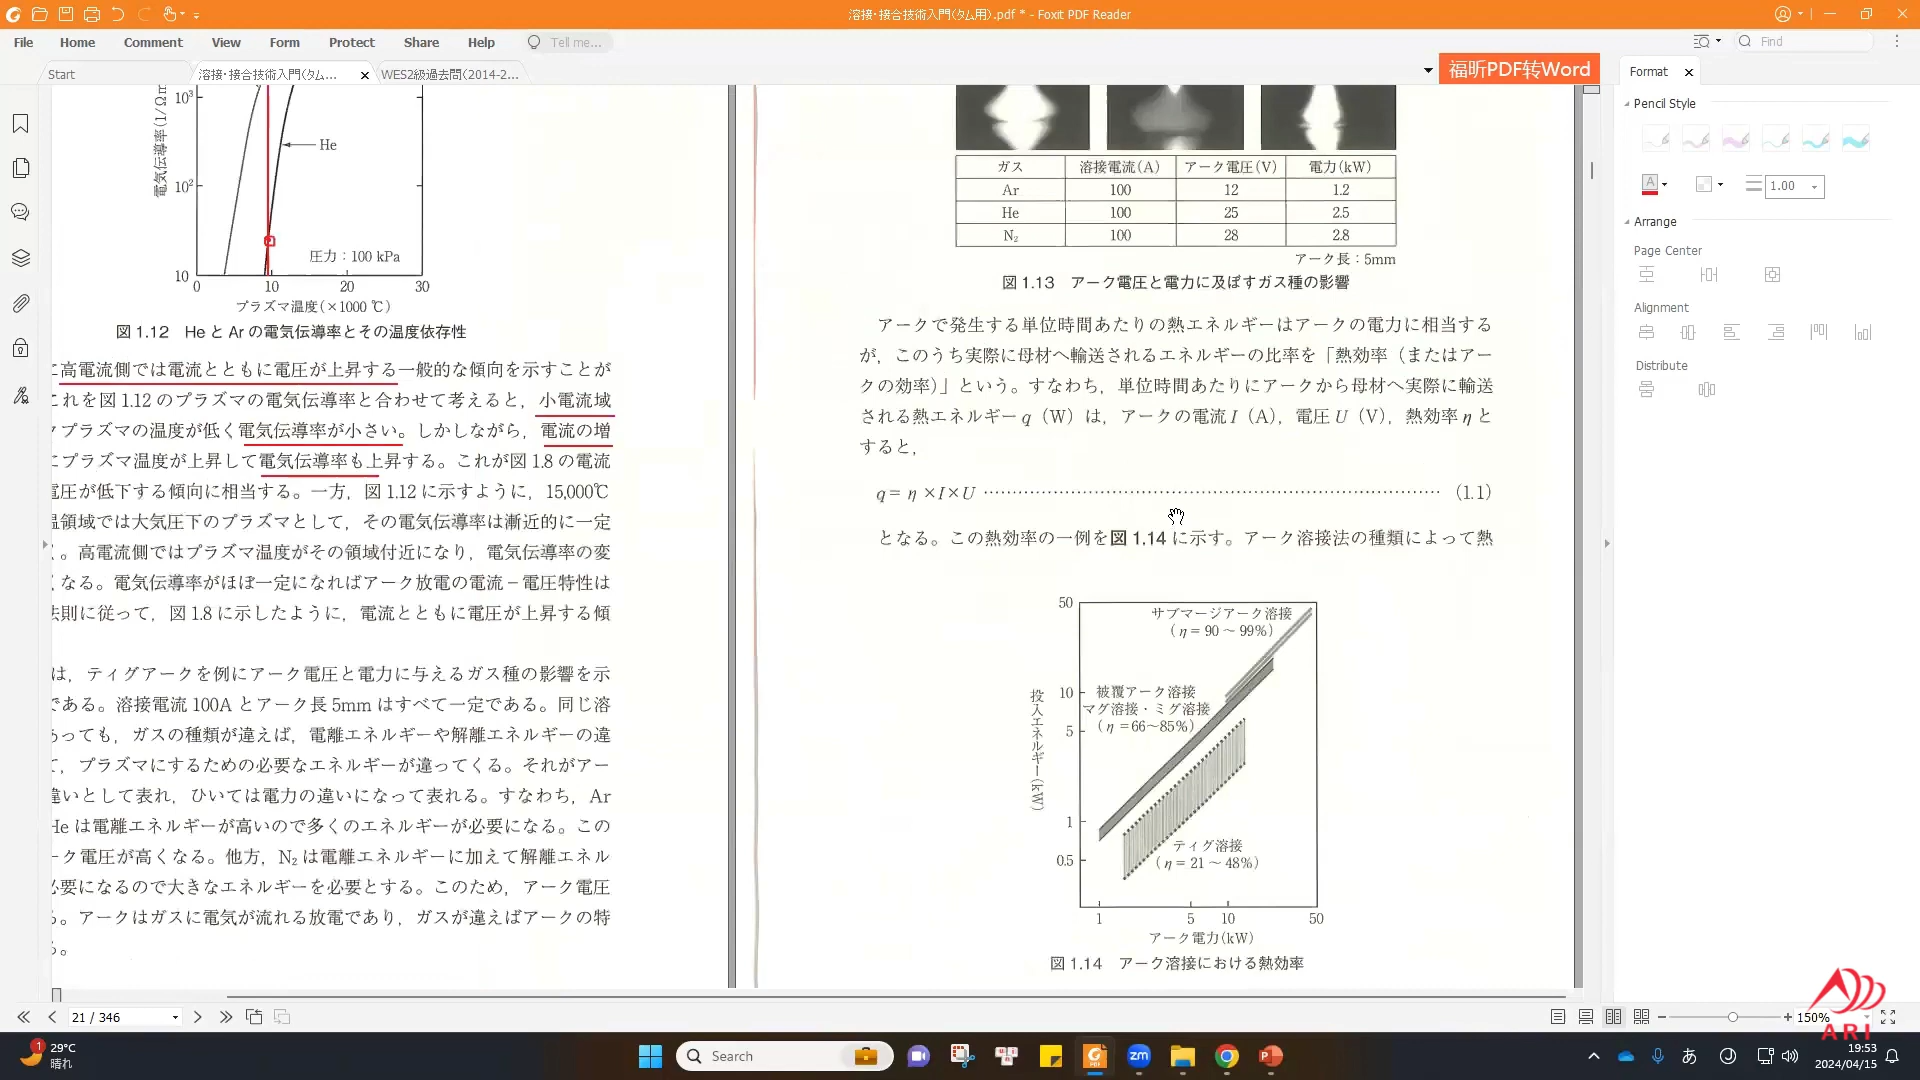 溶接・接合技術入門(タム用).pdf * - Foxit PDF Reader
File Home Comment View Form Protect Share Help Tell me... Find
Start 溶接・接合技術入門(タム... WES2級過去問(2014-2... 福昕PDF转Word
電気伝導率(1/Ωm
10³
10²
10
He
圧力：100 kPa
0 10 20 30
プラズマ温度(×1000 ℃)
図 1.12 He と Ar の電気伝導率とその温度依存性
に高電流側では電流とともに電圧が上昇する一般的な傾向を示すことが
これを図 1.12 のプラズマの電気伝導率と合わせて考えると，小電流域
プラズマの温度が低く電気伝導率が小さい。しかしながら，電流の増
にプラズマ温度が上昇して電気伝導率も上昇する。これが図 1.8 の電流
電圧が低下する傾向に相当する。一方，図 1.12 に示すように，15,000℃
温領域では大気圧下のプラズマとして，その電気伝導率は漸近的に一定
く。高電流側ではプラズマ温度がその領域付近になり，電気伝導率の変
くなる。電気伝導率がほぼ一定になればアーク放電の電流－電圧特性は
法則に従って，図 1.8 に示したように，電流とともに電圧が上昇する傾
は，ティグアークを例にアーク電圧と電力に与えるガス種の影響を示
である。溶接電流 100A とアーク長 5mm はすべて一定である。同じ溶
あっても，ガスの種類が違えば，電離エネルギーや解離エネルギーの違
て，プラズマにするための必要なエネルギーが違ってくる。それがアー
違いとして表れ，ひいては電力の違いになって表れる。すなわち，Ar
He は電離エネルギーが高いので多くのエネルギーが必要になる。この
ーク電圧が高くなる。他方，N₂ は電離エネルギーに加えて解離エネル
必要になるので大きなエネルギーを必要とする。このため，アーク電圧
る。アークはガスに電気が流れる放電であり，ガスが違えばアークの特
る。
ガス 溶接電流(A) アーク電圧(V) 電力(kW)
Ar 100 12 1.2
He 100 25 2.5
N₂ 100 28 2.8
アーク長：5mm
図 1.13 アーク電圧と電力に及ぼすガス種の影響
アークで発生する単位時間あたりの熱エネルギーはアークの電力に相当する
が，このうち実際に母材へ輸送されるエネルギーの比率を「熱効率（またはアー
クの効率）」という。すなわち，単位時間あたりにアークから母材へ実際に輸送
される熱エネルギー q（W）は，アークの電流 I（A），電圧 U（V），熱効率 η と
すると，
q = η ×I×U ………………………………………………（1.1）
となる。この熱効率の一例を図 1.14 に示す。アーク溶接法の種類によって熱
投入エネルギー(kW)
50
サブマージアーク溶接
(η = 90 ～ 99%)
10
被覆アーク溶接
マグ溶接・ミグ溶接
(η =66～85%)
5
1
ティグ溶接
0.5
(η = 21 ～ 48%)
1 5 10 50
アーク電力(kW)
図 1.14 アーク溶接における熱効率
Format
Pencil Style
A 1.00
Arrange
Page Center
Alignment
Distribute
21 / 346 150%
ARI
1 29°C
晴れ
Search
zm
あ
19:53
2024/04/15